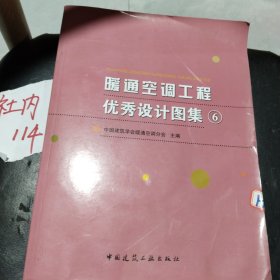 暖通空调工程
优秀设计图集⑥
中国建筑学会暖通空调分会 主编
中国建筑工业出版社
社内
114